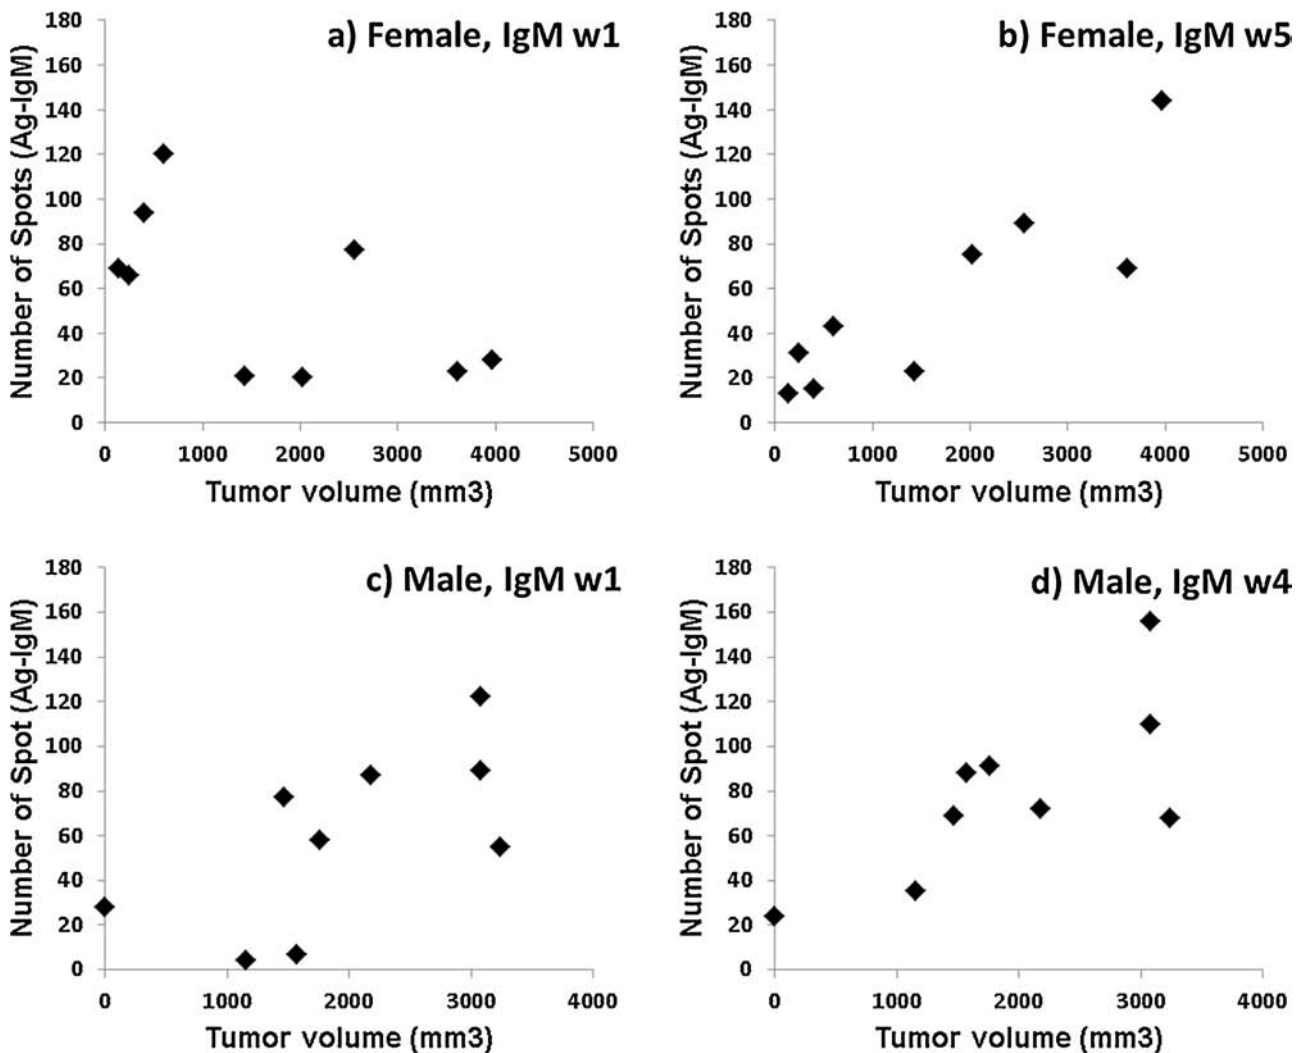 a) Female, IgM w1
Number of Spots (Ag-IgM)
180
160
140
120
100
80
60
40
20
0
0 1000 2000 3000 4000 5000
Tumor volume (mm3)
b) Female, IgM w5
Number of Spots (Ag-IgM)
180
160
140
120
100
80
60
40
20
0
0 1000 2000 3000 4000 5000
Tumor volume (mm3)
c) Male, IgM w1
Number of Spot (Ag-IgM)
180
160
140
120
100
80
60
40
20
0
0 1000 2000 3000 4000
Tumor volume (mm3)
d) Male, IgM w4
Number of Spot (Ag-IgM)
180
160
140
120
100
80
60
40
20
0
0 1000 2000 3000 4000
Tumor volume (mm3)